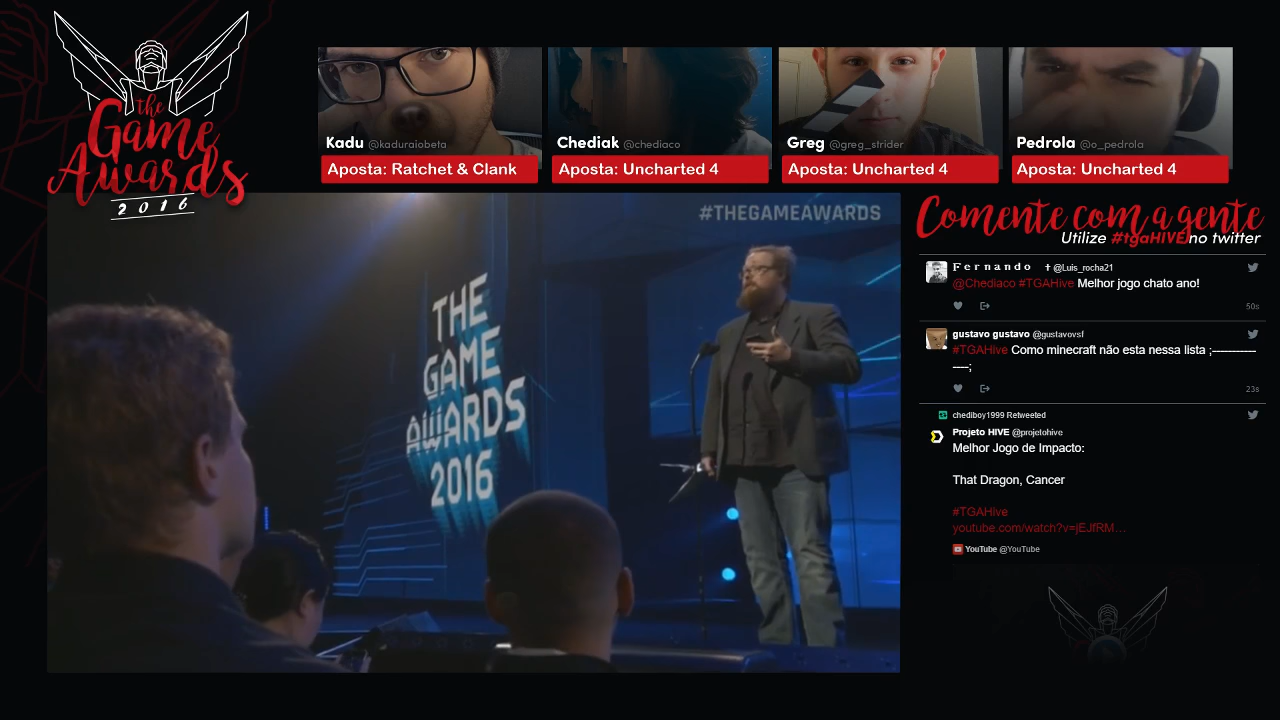 the
Game
Awards
2016
Kadu @kaduraiobeta
Aposta: Ratchet & Clank
Chediak @chediaco
Aposta: Uncharted 4
Greg @greg_strider
Aposta: Uncharted 4
Pedrola @o_pedrola
Aposta: Uncharted 4
#THEGAMEAWARDS
THE
GAME
AWARDS
2016
Comente com a gente
Utilize #tgaHIVE no twitter
Fernando ✝ @Luis_rocha21
@Chediaco #TGAHive Melhor jogo chato ano!
50s
gustavo gustavo @gustavovsf
#TGAHive Como minecraft não esta nessa lista ;-----------
----;
23s
chediboy1999 Retweeted
Projeto HIVE @projetohive
Melhor Jogo de Impacto:
That Dragon, Cancer
#TGAHive
youtube.com/watch?v=jEJfRM…
YouTube @YouTube